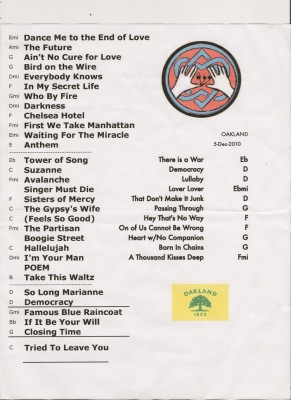 Emi Dance Me to the End of Love
Ami The Future
G Ain't No Cure for Love
G Bird on the Wire
Dmi Everybody Knows
F In My Secret Life
Gmi Who By Fire
Dmi Darkness
F Chelsea Hotel
Fmi First We Take Manhattan
Emi Waiting For The Miracle
E Anthem
OAKLAND
5-Dec-2010
Eb Tower of Song There is a War Eb
C Suzanne Democracy D
Fmi Avalanche Lullaby D
Singer Must Die Lover Lover Ebmi
F Sisters of Mercy That Don't Make It Junk D
C The Gypsy's Wife Passing Through G
C (Feels So Good) Hey That's No Way F
Fmi The Partisan On of Us Cannot Be Wrong F
Boogie Street Heart w/No Companion G
C Hallelujah Born In Chains G
Dmi I'm Your Man A Thousand Kisses Deep Fmi
POEM
B Take This Waltz
D So Long Marianne
D Democracy
Gmi Famous Blue Raincoat
Bb If It Be Your Will
G Closing Time
C Tried To Leave You
OAKLAND
1852